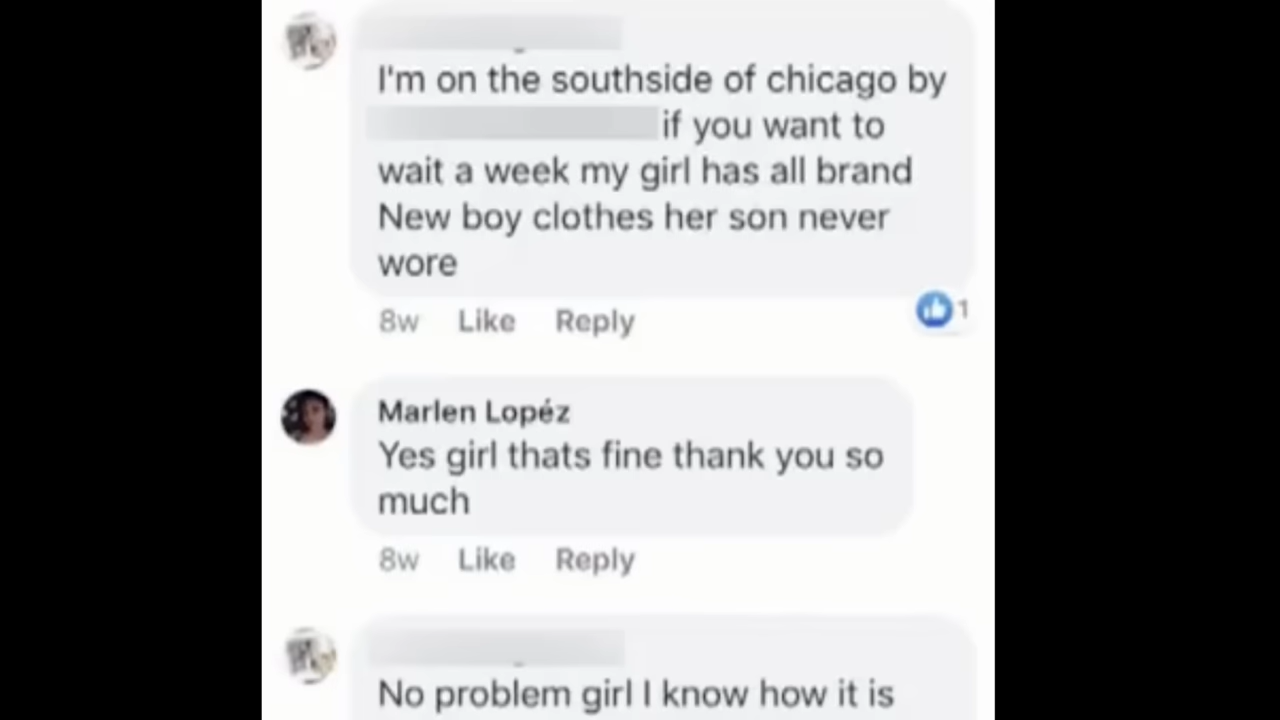 I'm on the southside of chicago by
if you want to
wait a week my girl has all brand
New boy clothes her son never
wore
8w Like Reply 1
Marlen Lopéz
Yes girl thats fine thank you so
much
8w Like Reply
No problem girl I know how it is